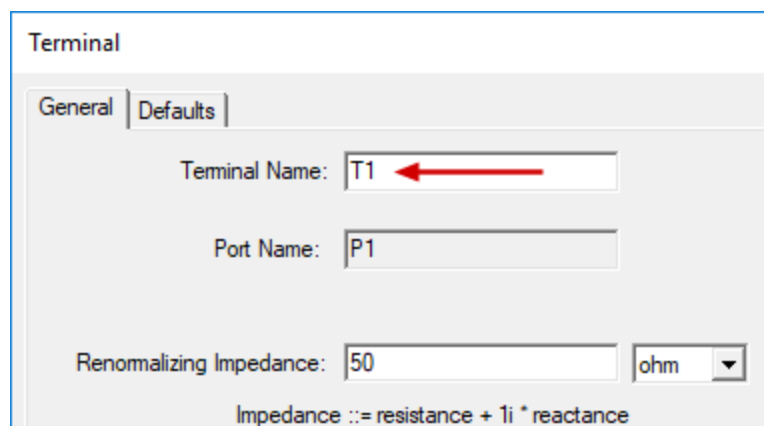 Terminal
General Defaults
Terminal Name: T1
Port Name: P1
Renormalizing Impedance: 50 ohm
Impedance ::= resistance + 1i * reactance